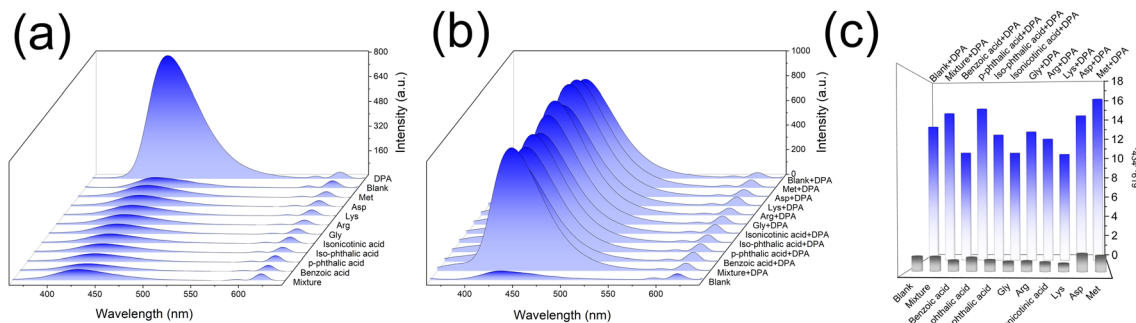 (a)
800
640
480
320
160
Intensity (a.u.)
DPA
Blank
Met
Asp
Lys
Arg
Gly
Isonicotinic acid
Iso-phthalic acid
p-phthalic acid
Benzoic acid
Mixture
400
450
500
550
600
Wavelength (nm)
(b)
1000
800
600
400
200
0
Intensity (a.u.)
Blank+DPA
Met+DPA
Asp+DPA
Lys+DPA
Arg+DPA
Gly+DPA
Isonicotinic acid+DPA
Iso-phthalic acid+DPA
p-phthalic acid+DPA
Benzoic acid+DPA
Mixture+DPA
Blank
400
450
500
550
600
Wavelength (nm)
(c)
Blank+DPA
Mixture+DPA
Benzoic acid+DPA
p-phthalic acid+DPA
Iso-phthalic acid+DPA
Isonicotinic acid+DPA
Gly+DPA
Arg+DPA
Lys+DPA
Asp+DPA
Met+DPA
18
16
14
12
10
8
6
4
2
0
Blank
Mixture
Benzoic acid
phthalic acid
phthalic acid
Gly
Arg
nicotinic acid
Lys
Asp
Met